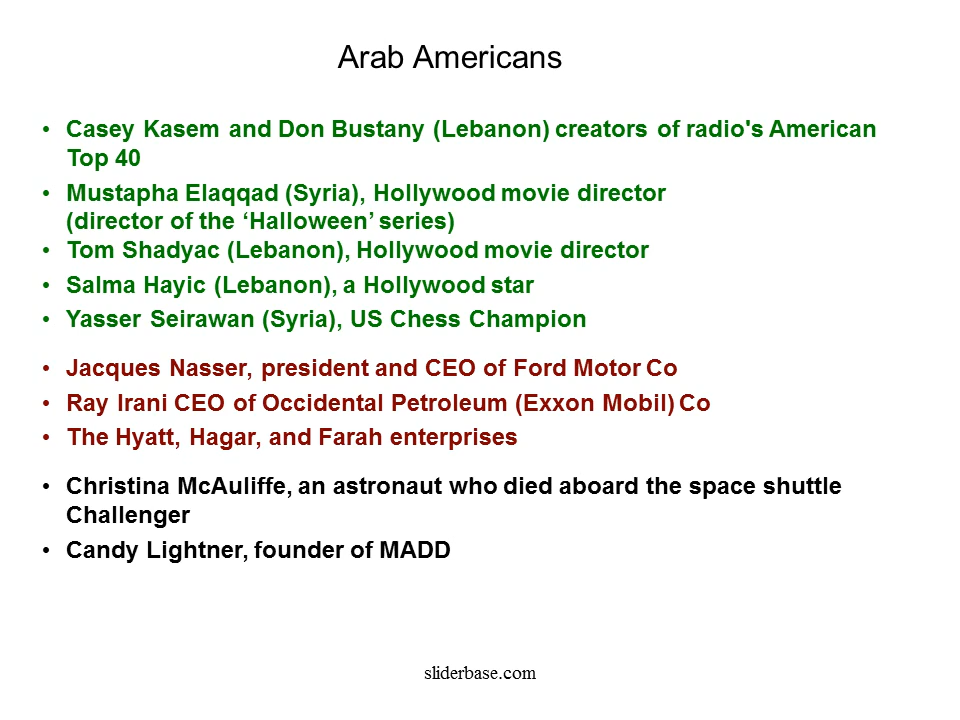 Arab Americans
• Casey Kasem and Don Bustany (Lebanon) creators of radio's American
Top 40
• Mustapha Elaqqad (Syria), Hollywood movie director
(director of the ‘Halloween’ series)
• Tom Shadyac (Lebanon), Hollywood movie director
• Salma Hayic (Lebanon), a Hollywood star
• Yasser Seirawan (Syria), US Chess Champion
• Jacques Nasser, president and CEO of Ford Motor Co
• Ray Irani CEO of Occidental Petroleum (Exxon Mobil) Co
• The Hyatt, Hagar, and Farah enterprises
• Christina McAuliffe, an astronaut who died aboard the space shuttle
Challenger
• Candy Lightner, founder of MADD
sliderbase.com